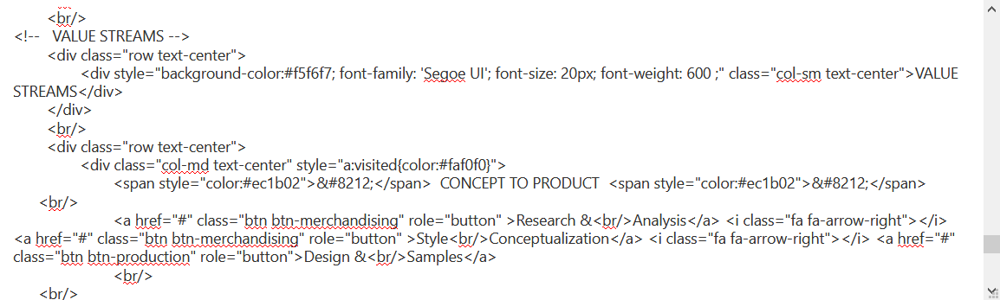 <br/>
<!--   VALUE STREAMS -->
<div class="row text-center">
<div style="background-color:#f5f6f7; font-family: 'Segoe UI'; font-size: 20px; font-weight: 600 ;" class="col-sm text-center">VALUE
STREAMS</div>
</div>
<br/>
<div class="row text-center">
<div class="col-md text-center" style="a:visited{color:#faf0f0}">
<span style="color:#ec1b02">&#8212;</span>  CONCEPT TO PRODUCT  <span style="color:#ec1b02">&#8212;</span>
<br/>
<a href="#" class="btn btn-merchandising" role="button" >Research &<br/>Analysis</a>  <i class="fa fa-arrow-right"></i>
<a href="#" class="btn btn-merchandising" role="button" >Style<br/>Conceptualization</a>  <i class="fa fa-arrow-right"></i>  <a href="#"
class="btn btn-production" role="button">Design &<br/>Samples</a>
<br/>
<br/>